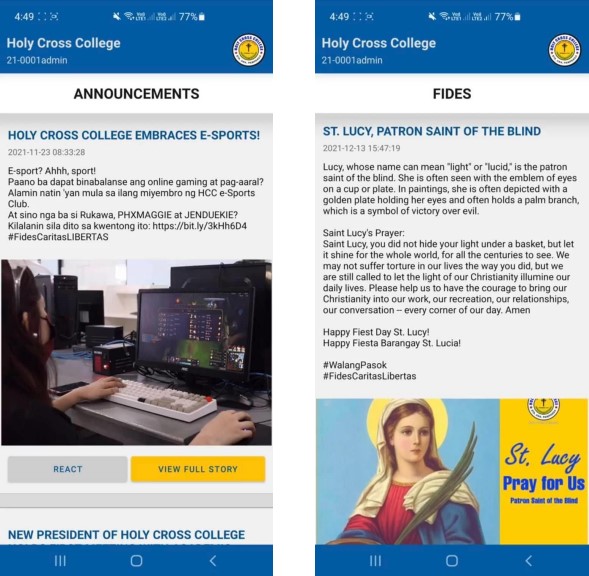 4:49
77%
Holy Cross College
21-0001admin
ANNOUNCEMENTS
HOLY CROSS COLLEGE EMBRACES E-SPORTS!
2021-11-23 08:33:28
E-sport? Ahhh, sport!
Paano ba dapat binabalanse ang online gaming at pag-aaral?
Alamin natin 'yan mula sa ilang miyembro ng HCC e-Sports
Club.
At sino nga ba si Rukawa, PHXMAGGIE at JENDUEKIE?
Kilalanin sila dito sa kwentong ito: https://bit.ly/3kHh6D4
#FidesCaritasLIBERTAS
REACT
VIEW FULL STORY
NEW PRESIDENT OF HOLY CROSS COLLEGE
4:49
77%
Holy Cross College
21-0001admin
FIDES
ST. LUCY, PATRON SAINT OF THE BLIND
2021-12-13 15:47:19
Lucy, whose name can mean "light" or "lucid," is the patron
saint of the blind. She is often seen with the emblem of eyes
on a cup or plate. In paintings, she is often depicted with a
golden plate holding her eyes and often holds a palm branch,
which is a symbol of victory over evil.
Saint Lucy's Prayer:
Saint Lucy, you did not hide your light under a basket, but let
it shine for the whole world, for all the centuries to see. We
may not suffer torture in our lives the way you did, but we
are still called to let the light of our Christianity illumine our
daily lives. Please help us to have the courage to bring our
Christianity into our work, our recreation, our relationships,
our conversation -- every corner of our day. Amen
Happy Fiest Day St. Lucy!
Happy Fiesta Barangay St. Lucia!
#WalangPasok
#FidesCaritasLibertas
St. Lucy
Pray for Us
Patron Saint of the Blind